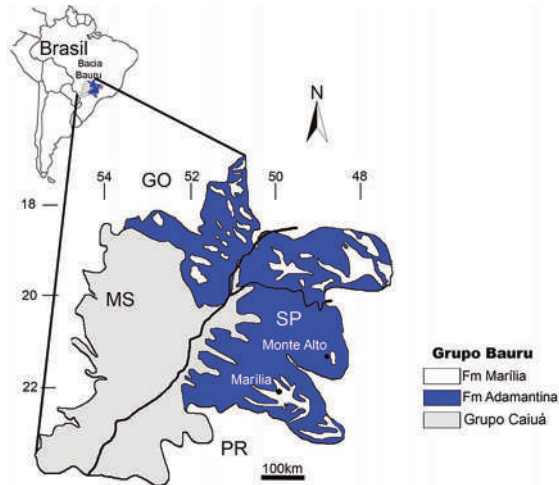 Brasil
Bacia
Bauru
N
GO
54
52
50
48
18
20
22
MS
SP
Monte Alto
Marília
PR
100km
Grupo Bauru
Fm Marília
Fm Adamantina
Grupo Caiuá